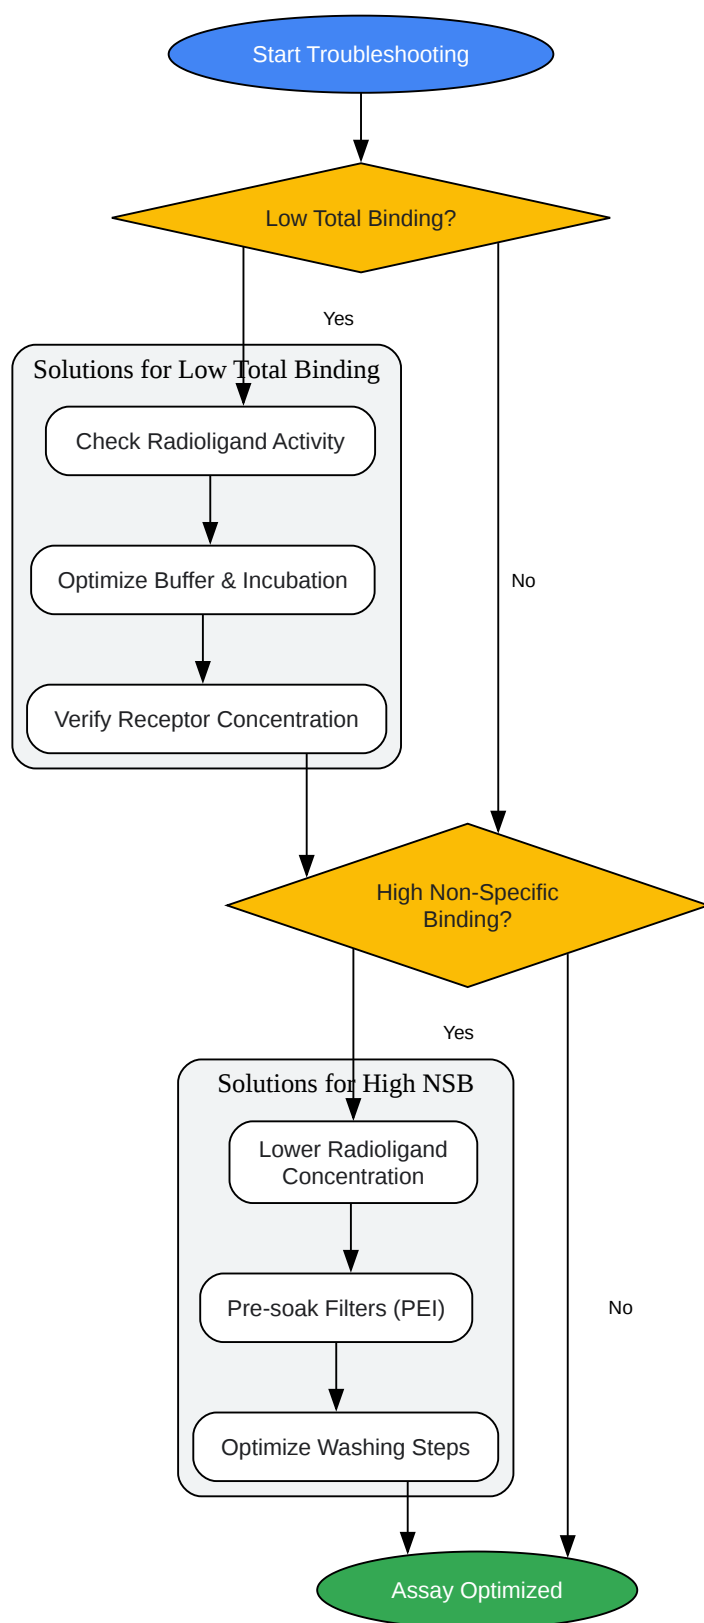 Start Troubleshooting
Low Total Binding?
Yes
Solutions for Low Total Binding
Check Radioligand Activity
Optimize Buffer & Incubation
No
Verify Receptor Concentration
High Non-Specific
Binding?
Yes
Solutions for High NSB
Lower Radioligand
Concentration
Pre-soak Filters (PEI)
No
Optimize Washing Steps
Assay Optimized